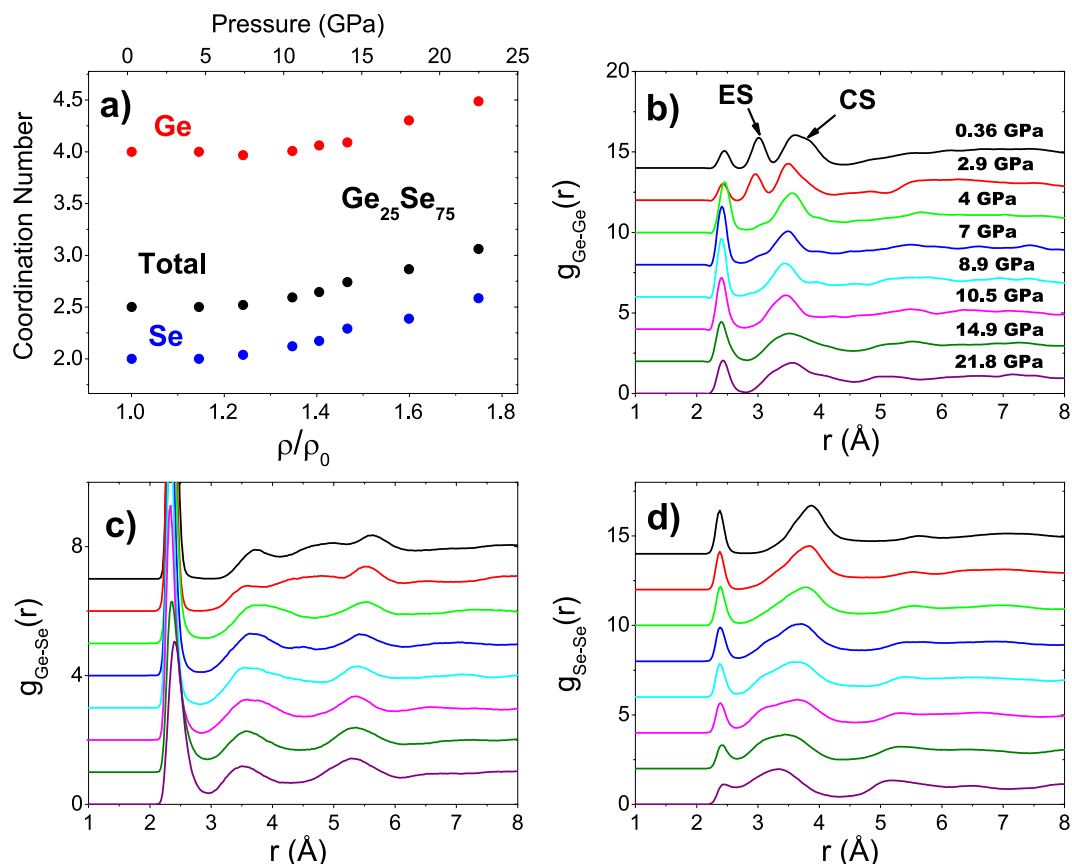 Pressure (GPa)
0 5 10 15 20 25
a)
4.5
4.0
3.5
3.0
2.5
2.0
Coordination Number
Ge
Ge₂₅Se₇₅
Total
Se
1.0 1.2 1.4 1.6 1.8
ρ/ρ₀
b)
20
15
10
5
0
g_Ge-Ge(r)
ES CS
0.36 GPa
2.9 GPa
4 GPa
7 GPa
8.9 GPa
10.5 GPa
14.9 GPa
21.8 GPa
1 2 3 4 5 6 7 8
r (Å)
c)
8
4
0
g_Ge-Se(r)
1 2 3 4 5 6 7 8
r (Å)
d)
15
10
5
0
g_Se-Se(r)
1 2 3 4 5 6 7 8
r (Å)